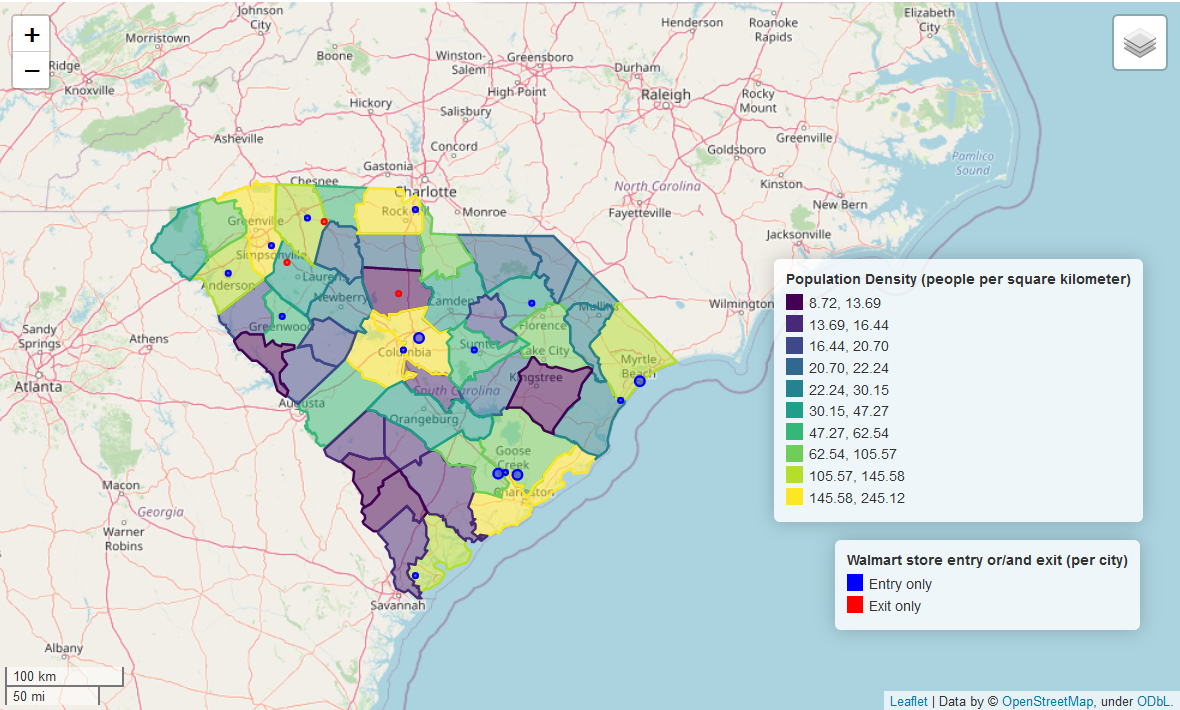 +
−
Johnson
City
Morristown
Ridge
Knoxville
Boone
Winston-
Salem
Greensboro
High Point
Durham
Henderson
Roanoke
Rapids
Elizabeth
City
Raleigh
Rocky
Mount
Hickory
Salisbury
Asheville
Concord
Greenville
Goldsboro
Pamlico
Sound
Gastonia
Chesnee
Charlotte
Kinston
North Carolina
New Bern
Monroe
Fayetteville
Greenville
Jacksonville
Simpsonville
Anderson
Lauren
Newberry
Camden
Mullins
Wilmington
Greenwood
Florence
Sandy
Springs
Athens
Columbia
Sumter
Lake City
Myrtle
Beach
Atlanta
Kingstree
South Carolina
Augusta
Orangeburg
Goose
Creek
Charleston
Macon
Georgia
Warner
Robins
Savannah
Albany
Population Density (people per square kilometer)
8.72, 13.69
13.69, 16.44
16.44, 20.70
20.70, 22.24
22.24, 30.15
30.15, 47.27
47.27, 62.54
62.54, 105.57
105.57, 145.58
145.58, 245.12
Walmart store entry or/and exit (per city)
Entry only
Exit only
100 km
50 mi
Leaflet | Data by © OpenStreetMap, under ODbL.